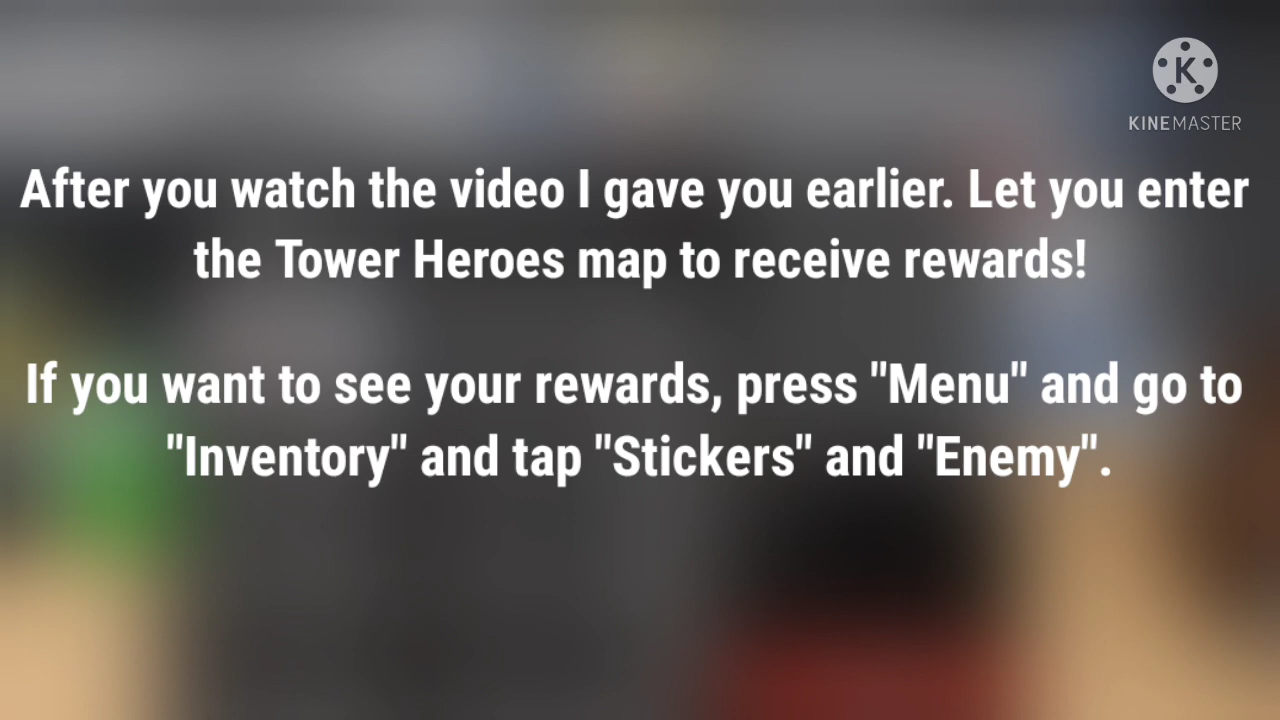 KINEMASTER
After you watch the video I gave you earlier. Let you enter
the Tower Heroes map to receive rewards!
If you want to see your rewards, press "Menu" and go to
"Inventory" and tap "Stickers" and "Enemy".